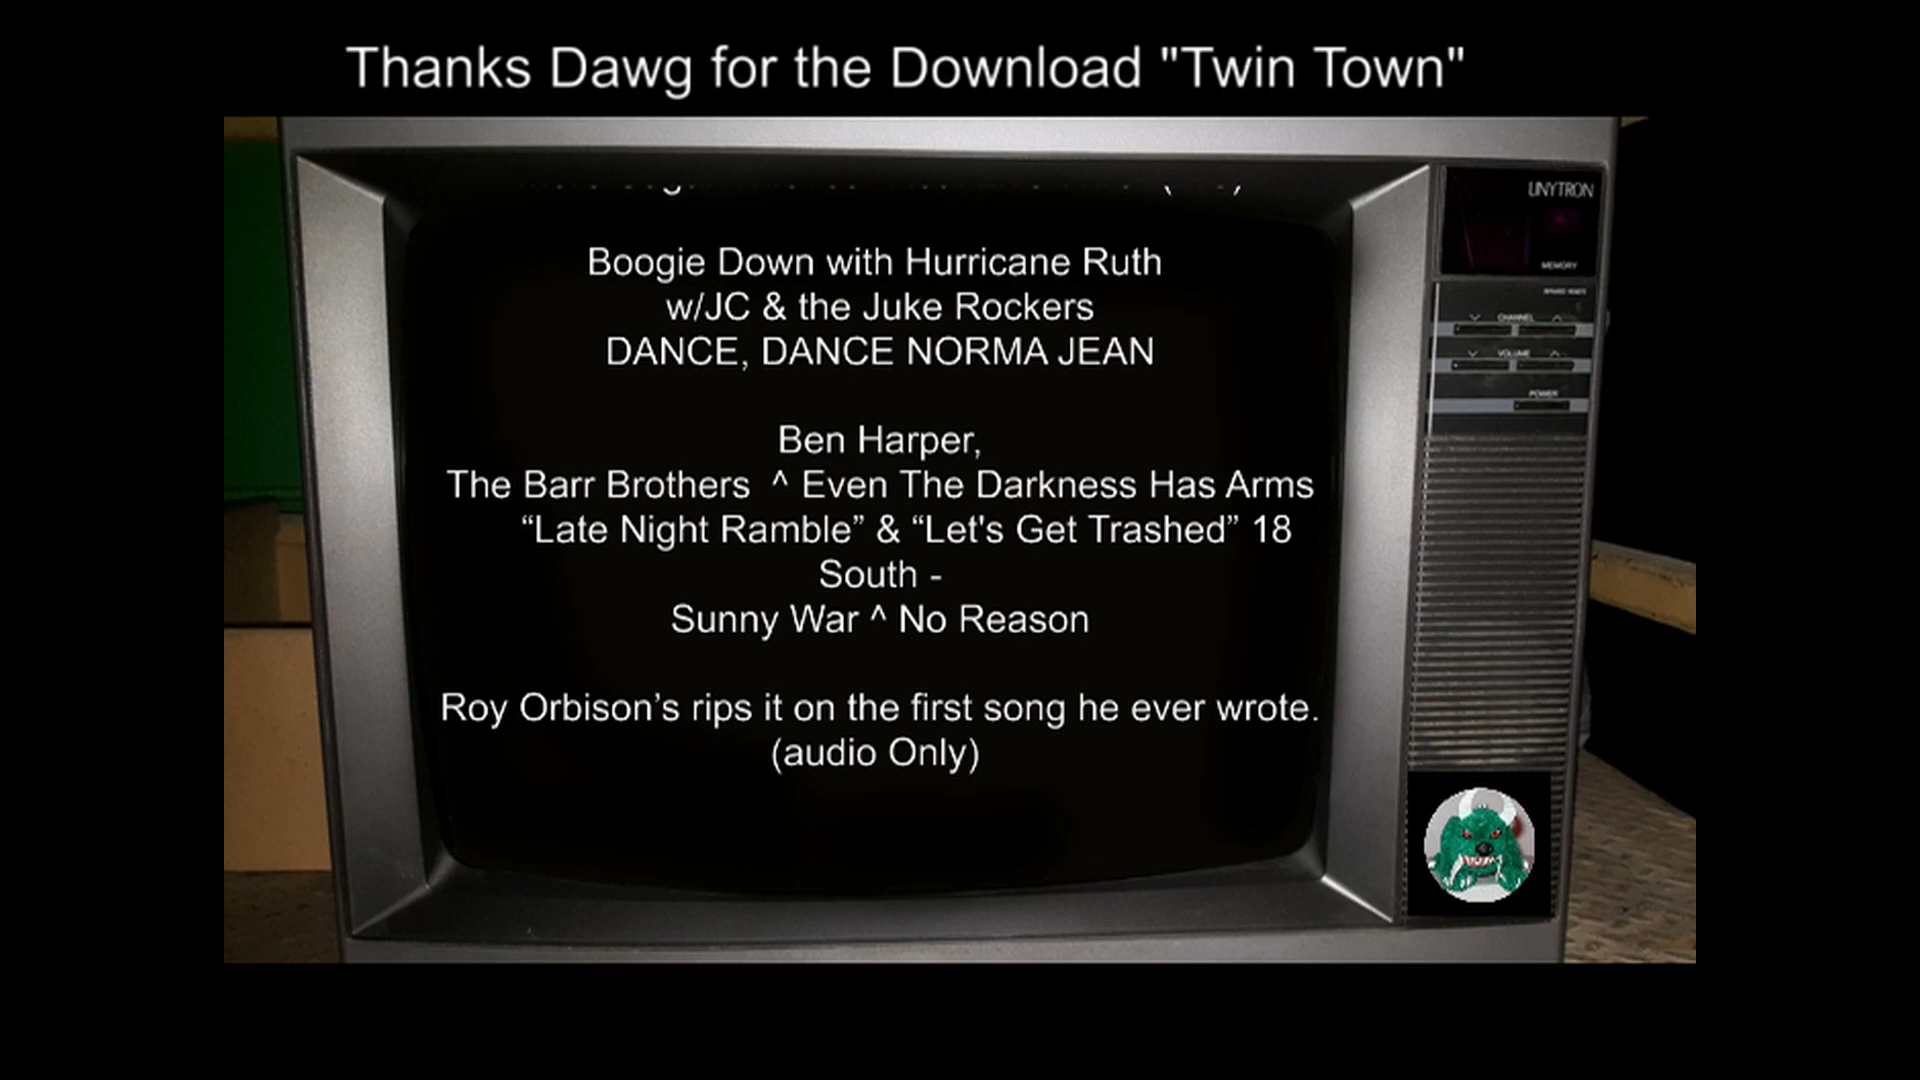 Thanks Dawg for the Download "Twin Town"
UNYTRON
MEMORY
Boogie Down with Hurricane Ruth
w/JC & the Juke Rockers
DANCE, DANCE NORMA JEAN
CHANNEL
VOLUME
POWER
Ben Harper,
The Barr Brothers  ^ Even The Darkness Has Arms
“Late Night Ramble” & “Let's Get Trashed” 18
South -
Sunny War ^ No Reason
Roy Orbison’s rips it on the first song he ever wrote.
(audio Only)